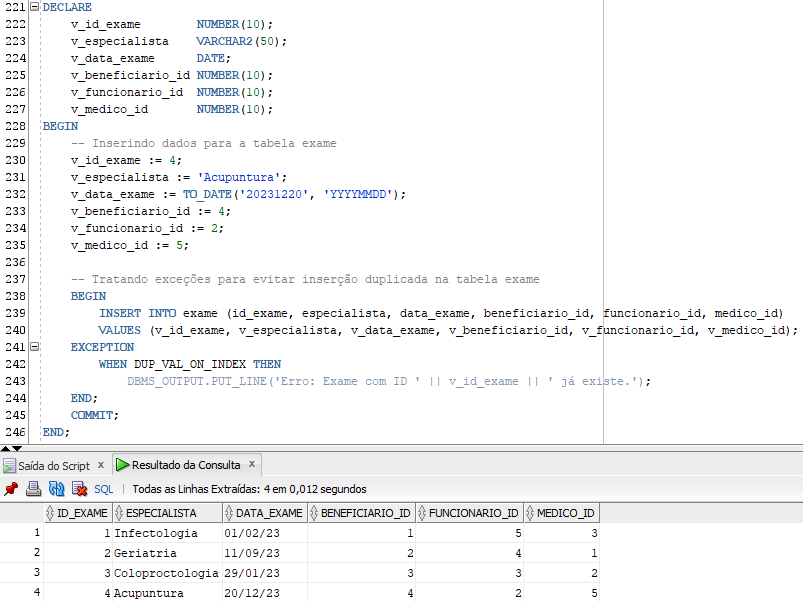 221 DECLARE
222 v_id_exame NUMBER(10);
223 v_especialista VARCHAR2(50);
224 v_data_exame DATE;
225 v_beneficiario_id NUMBER(10);
226 v_funcionario_id NUMBER(10);
227 v_medico_id NUMBER(10);
228 BEGIN
229 -- Inserindo dados para a tabela exame
230 v_id_exame := 4;
231 v_especialista := 'Acupuntura';
232 v_data_exame := TO_DATE('20231220', 'YYYYMMDD');
233 v_beneficiario_id := 4;
234 v_funcionario_id := 2;
235 v_medico_id := 5;
236
237 -- Tratando exceções para evitar inserção duplicada na tabela exame
238 BEGIN
239 INSERT INTO exame (id_exame, especialista, data_exame, beneficiario_id, funcionario_id, medico_id)
240 VALUES (v_id_exame, v_especialista, v_data_exame, v_beneficiario_id, v_funcionario_id, v_medico_id);
241 EXCEPTION
242 WHEN DUP_VAL_ON_INDEX THEN
243 DBMS_OUTPUT.PUT_LINE('Erro: Exame com ID ' || v_id_exame || ' já existe.');
244 END;
245 COMMIT;
246 END;
Saída do Script x Resultado da Consulta x
SQL | Todas as Linhas Extraídas: 4 em 0,012 segundos
ID_EXAME ESPECIALISTA DATA_EXAME BENEFICIARIO_ID FUNCIONARIO_ID MEDICO_ID
1 1 Infectologia 01/02/23 1 5 3
2 2 Geriatria 11/09/23 2 4 1
3 3 Coloproctologia 29/01/23 3 3 2
4 4 Acupuntura 20/12/23 4 2 5